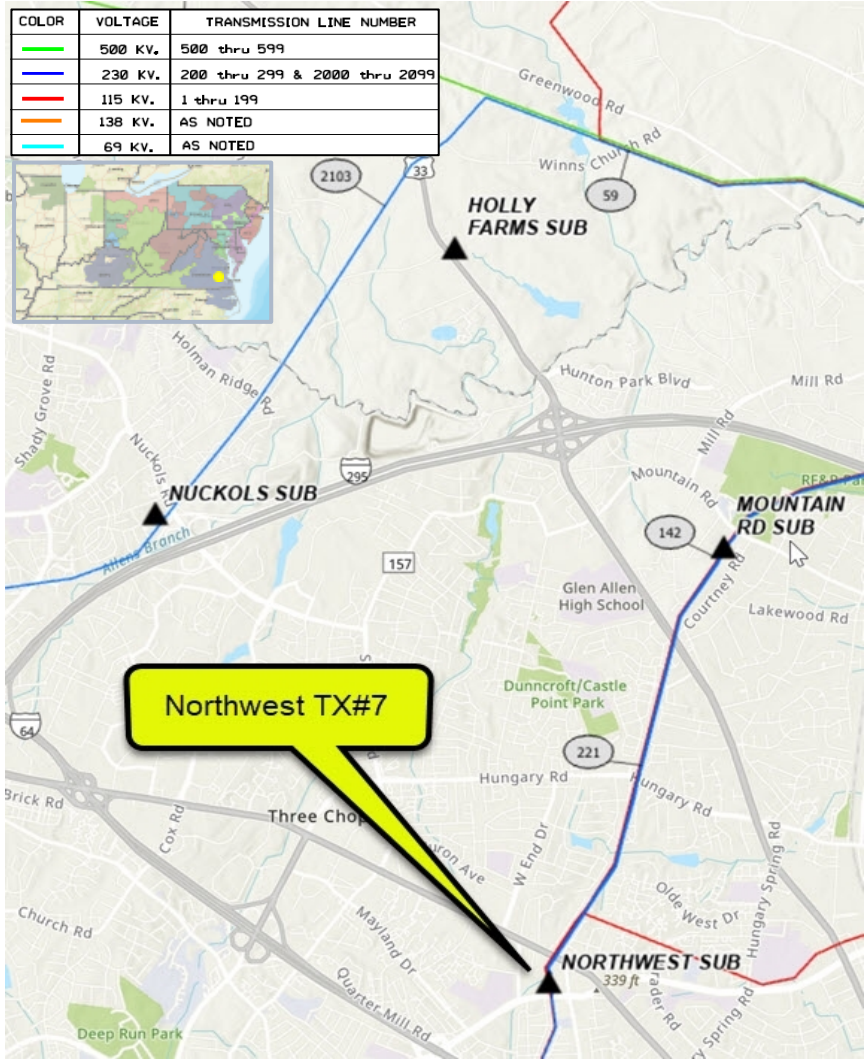 COLOR VOLTAGE TRANSMISSION LINE NUMBER
500 KV. 500 thru 599
230 KV. 200 thru 299 & 2000 thru 2099
115 KV. 1 thru 199
138 KV. AS NOTED
69 KV. AS NOTED
Greenwood Rd
Winns Church Rd
2103
33
59
HOLLY
FARMS SUB
Holman Ridge Rd
Hunton Park Blvd
Mill Rd
Mill Rd
Shady Grove Rd
Nuckols Rd
295
Mountain Rd
RF&P Par
NUCKOLS SUB
MOUNTAIN
RD SUB
142
Allens Branch
157
Courtney Rd
Glen Allen
High School
Lakewood Rd
Dunncroft/Castle
Point Park
Northwest TX#7
64
221
Hungary Rd
Hungary Rd
Brick Rd
Cox Rd
Three Chop
W End Dr
Hungary Spring Rd
Olde West Dr
Mayland Dr
Church Rd
NORTHWEST SUB
339 ft
Quarter Mill Rd
Deep Run Park